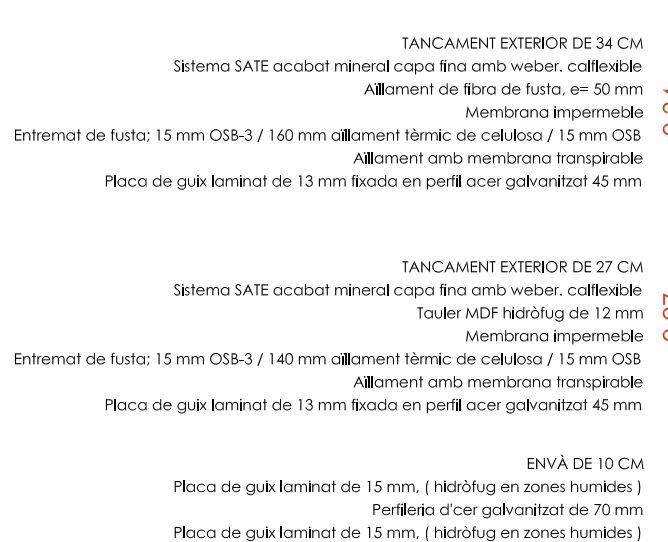 TANCAMENT EXTERIOR DE 34 CM
Sistema SATE acabat mineral capa fina amb weber. calflexible
Aïllament de fibra de fusta, e= 50 mm
Membrana impermeble
Entremat de fusta; 15 mm OSB-3 / 160 mm aïllament tèrmic de celulosa / 15 mm OSB
Aïllament amb membrana transpirable
Placa de guix laminat de 13 mm fixada en perfil acer galvanitzat 45 mm
TANCAMENT EXTERIOR DE 27 CM
Sistema SATE acabat mineral capa fina amb weber. calflexible
Tauler MDF hidròfug de 12 mm
Membrana impermeble
Entremat de fusta; 15 mm OSB-3 / 140 mm aïllament tèrmic de celulosa / 15 mm OSB
Aïllament amb membrana transpirable
Placa de guix laminat de 13 mm fixada en perfil acer galvanitzat 45 mm
ENVÀ DE 10 CM
Placa de guix laminat de 15 mm, ( hidròfug en zones humides )
Perfileria d'cer galvanitzat de 70 mm
Placa de guix laminat de 15 mm, ( hidròfug en zones humides )